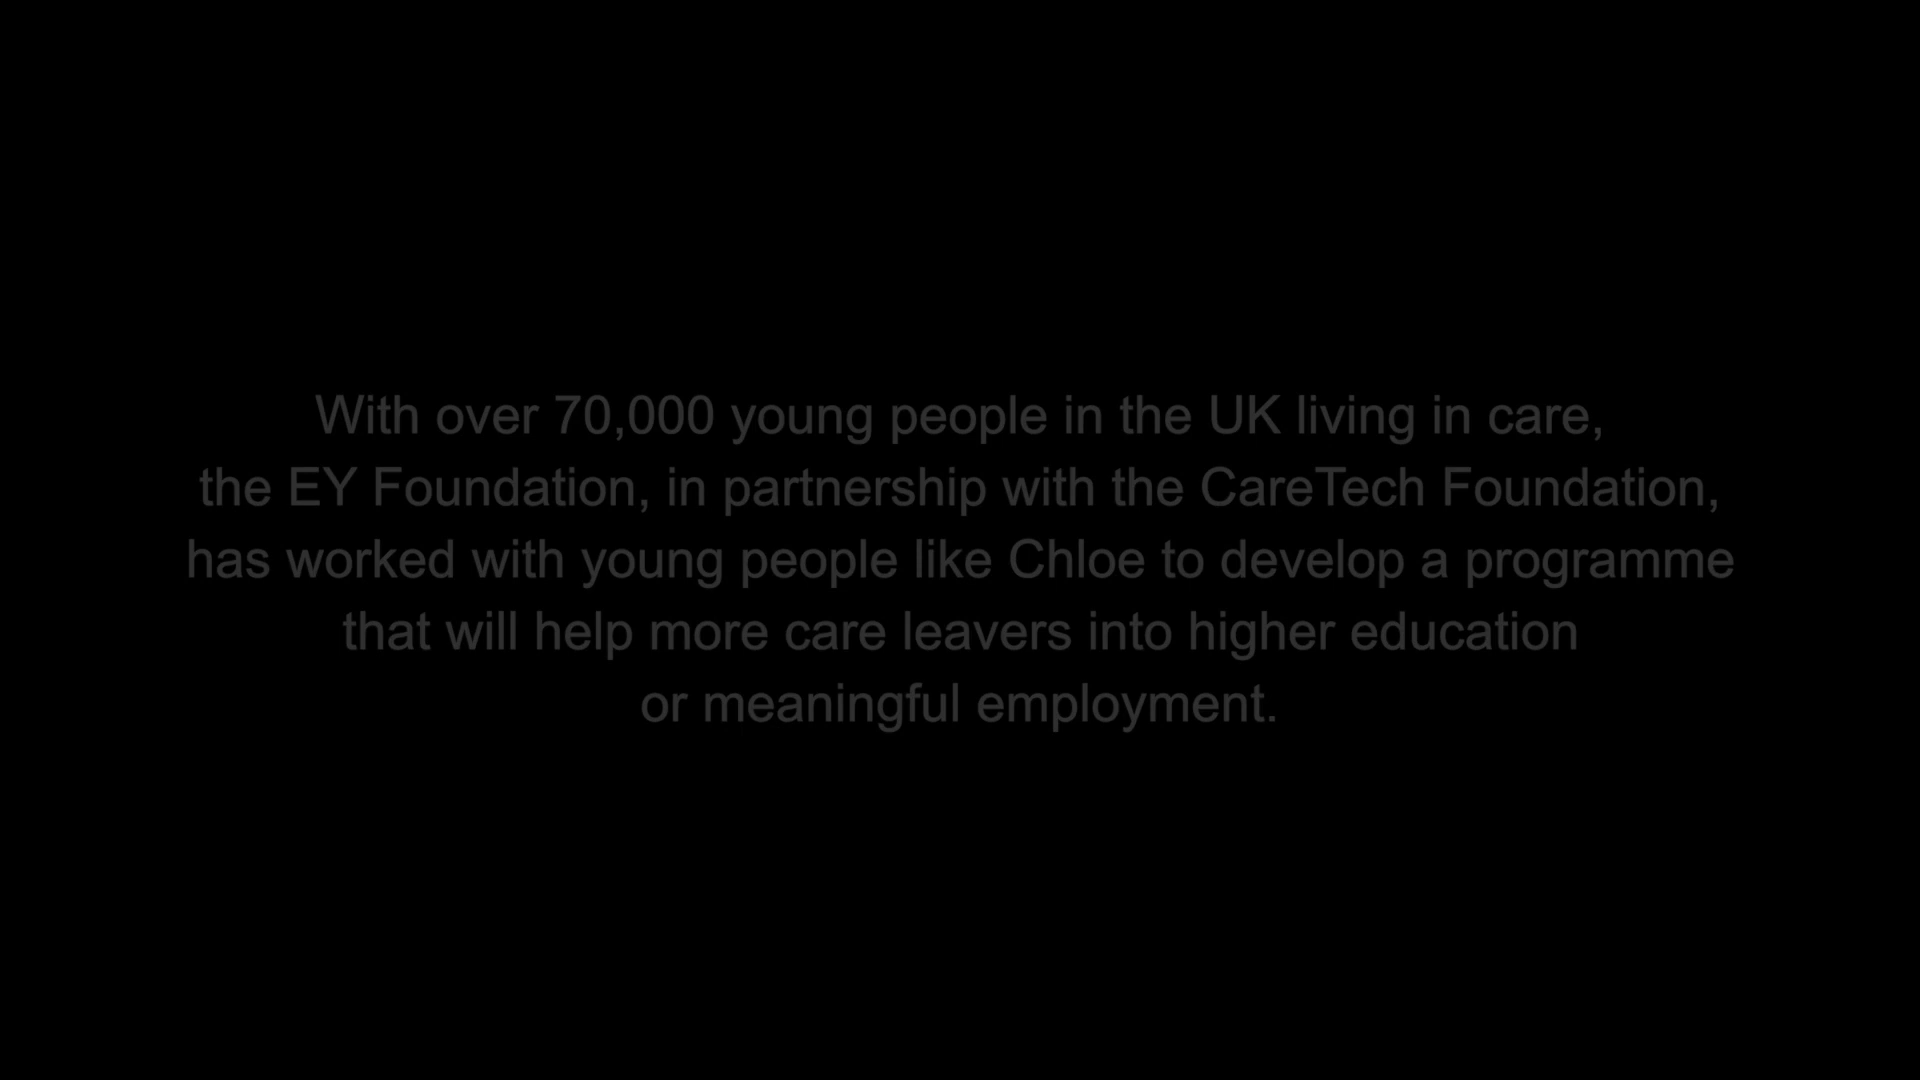 With over 70,000 young people in the UK living in care,
the EY Foundation, in partnership with the CareTech Foundation,
has worked with young people like Chloe to develop a programme
that will help more care leavers into higher education
or meaningful employment.